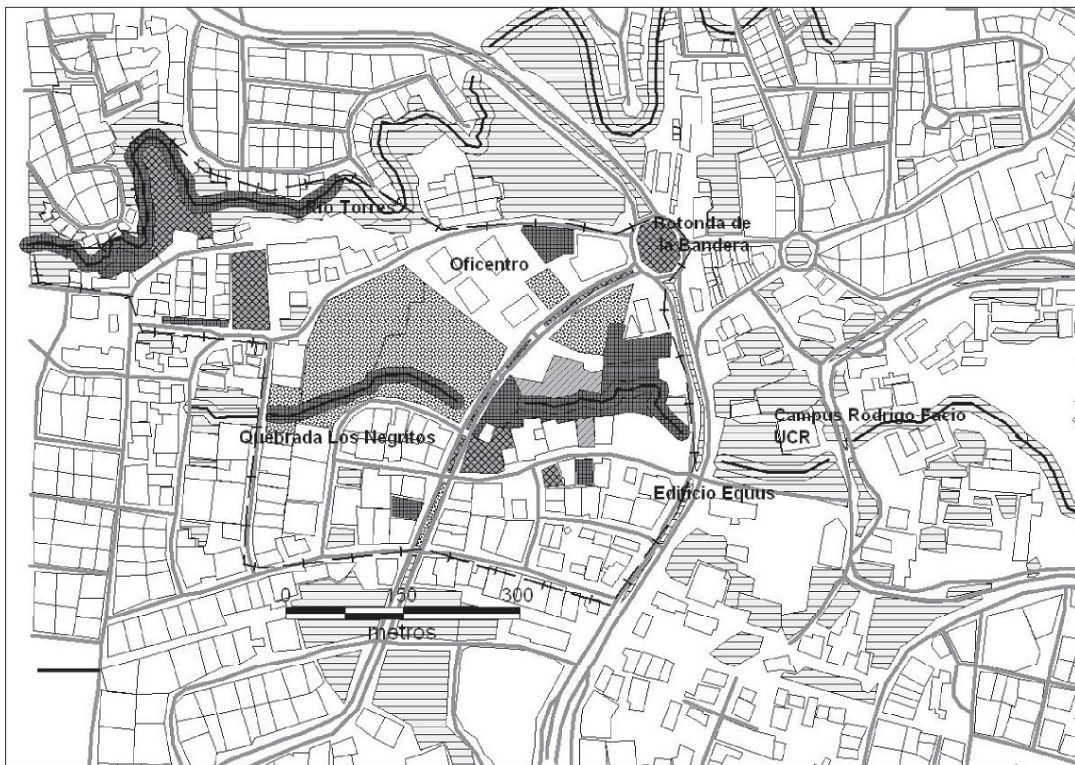 Río Torres
Rotonda de
la Bandera
Oficentro
Campus Rodrigo Facio
UCR
Quebrada Los Negritos
Edificio Equus
0 150 300
metros